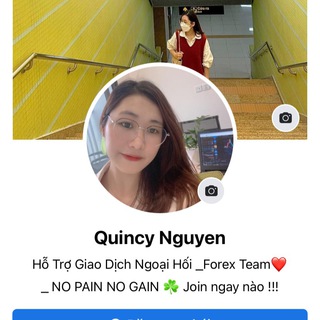 Quincy Nguyen
Hỗ Trợ Giao Dịch Ngoại Hối _Forex Team❤️
_ NO PAIN NO GAIN ☘️ Join ngay nào !!!